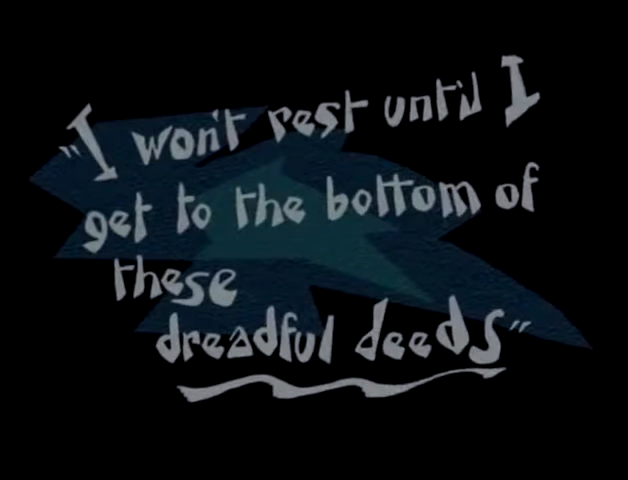 "I won't rest until I
get to the bottom of
these
dreadful deeds"